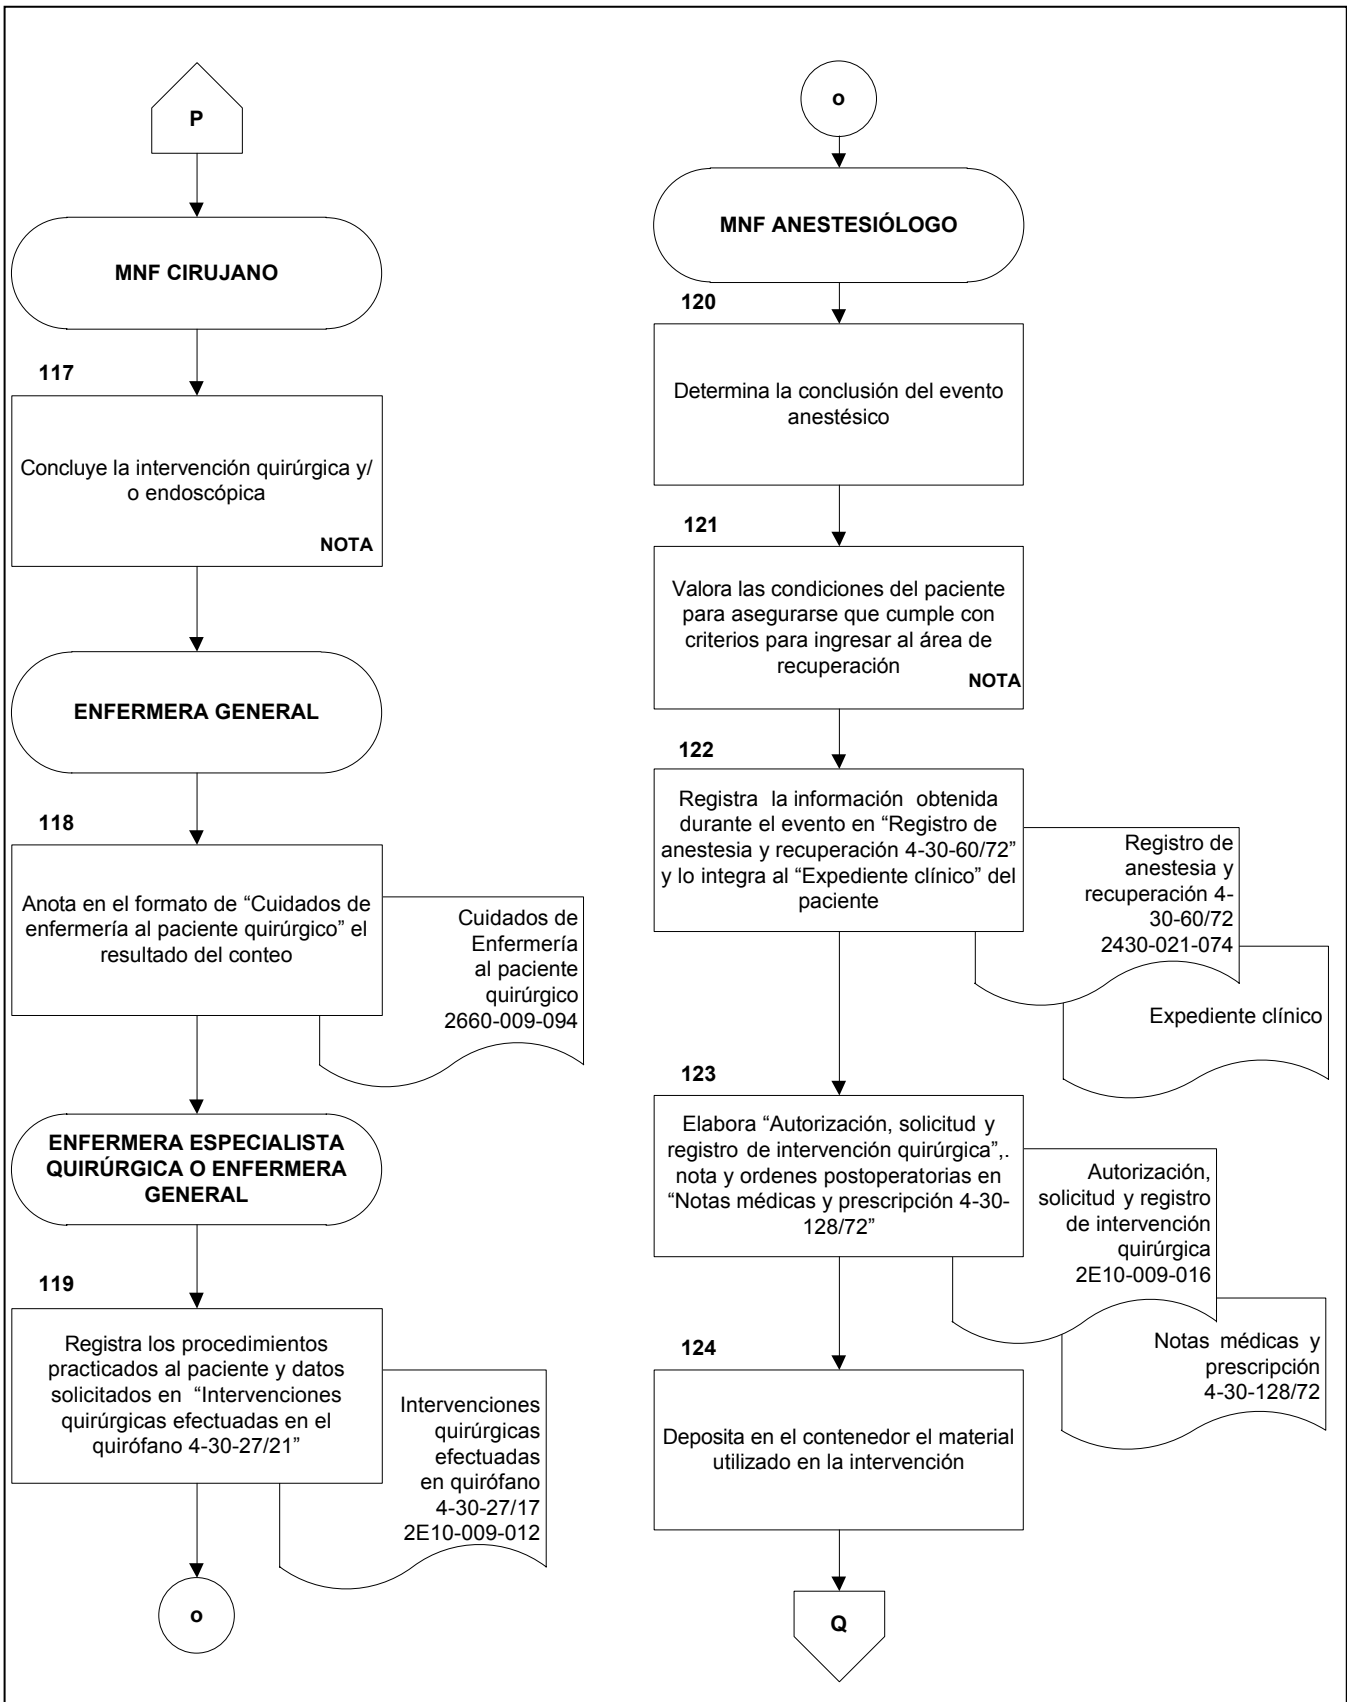 P
MNF CIRUJANO
117
Concluye la intervención quirúrgica y/
o endoscópica
NOTA
ENFERMERA GENERAL
118
Anota en el formato de “Cuidados de
enfermería al paciente quirúrgico” el
resultado del conteo
Cuidados de
Enfermería
al paciente
quirúrgico
2660-009-094
ENFERMERA ESPECIALISTA
QUIRÚRGICA O ENFERMERA
GENERAL
119
Registra los procedimientos
practicados al paciente y datos
solicitados en “Intervenciones
quirúrgicas efectuadas en el
quirófano 4-30-27/21”
Intervenciones
quirúrgicas
efectuadas
en quirófano
4-30-27/17
2E10-009-012
o
o
MNF ANESTESIÓLOGO
120
Determina la conclusión del evento
anestésico
121
Valora las condiciones del paciente
para asegurarse que cumple con
criterios para ingresar al área de
recuperación
NOTA
122
Registra la información obtenida
durante el evento en “Registro de
anestesia y recuperación 4-30-60/72”
y lo integra al “Expediente clínico” del
paciente
Registro de
anestesia y
recuperación 4-
30-60/72
2430-021-074
Expediente clínico
123
Elabora “Autorización, solicitud y
registro de intervención quirúrgica”,.
nota y ordenes postoperatorias en
“Notas médicas y prescripción 4-30-
128/72”
Autorización,
solicitud y registro
de intervención
quirúrgica
2E10-009-016
Notas médicas y
prescripción
4-30-128/72
124
Deposita en el contenedor el material
utilizado en la intervención
Q